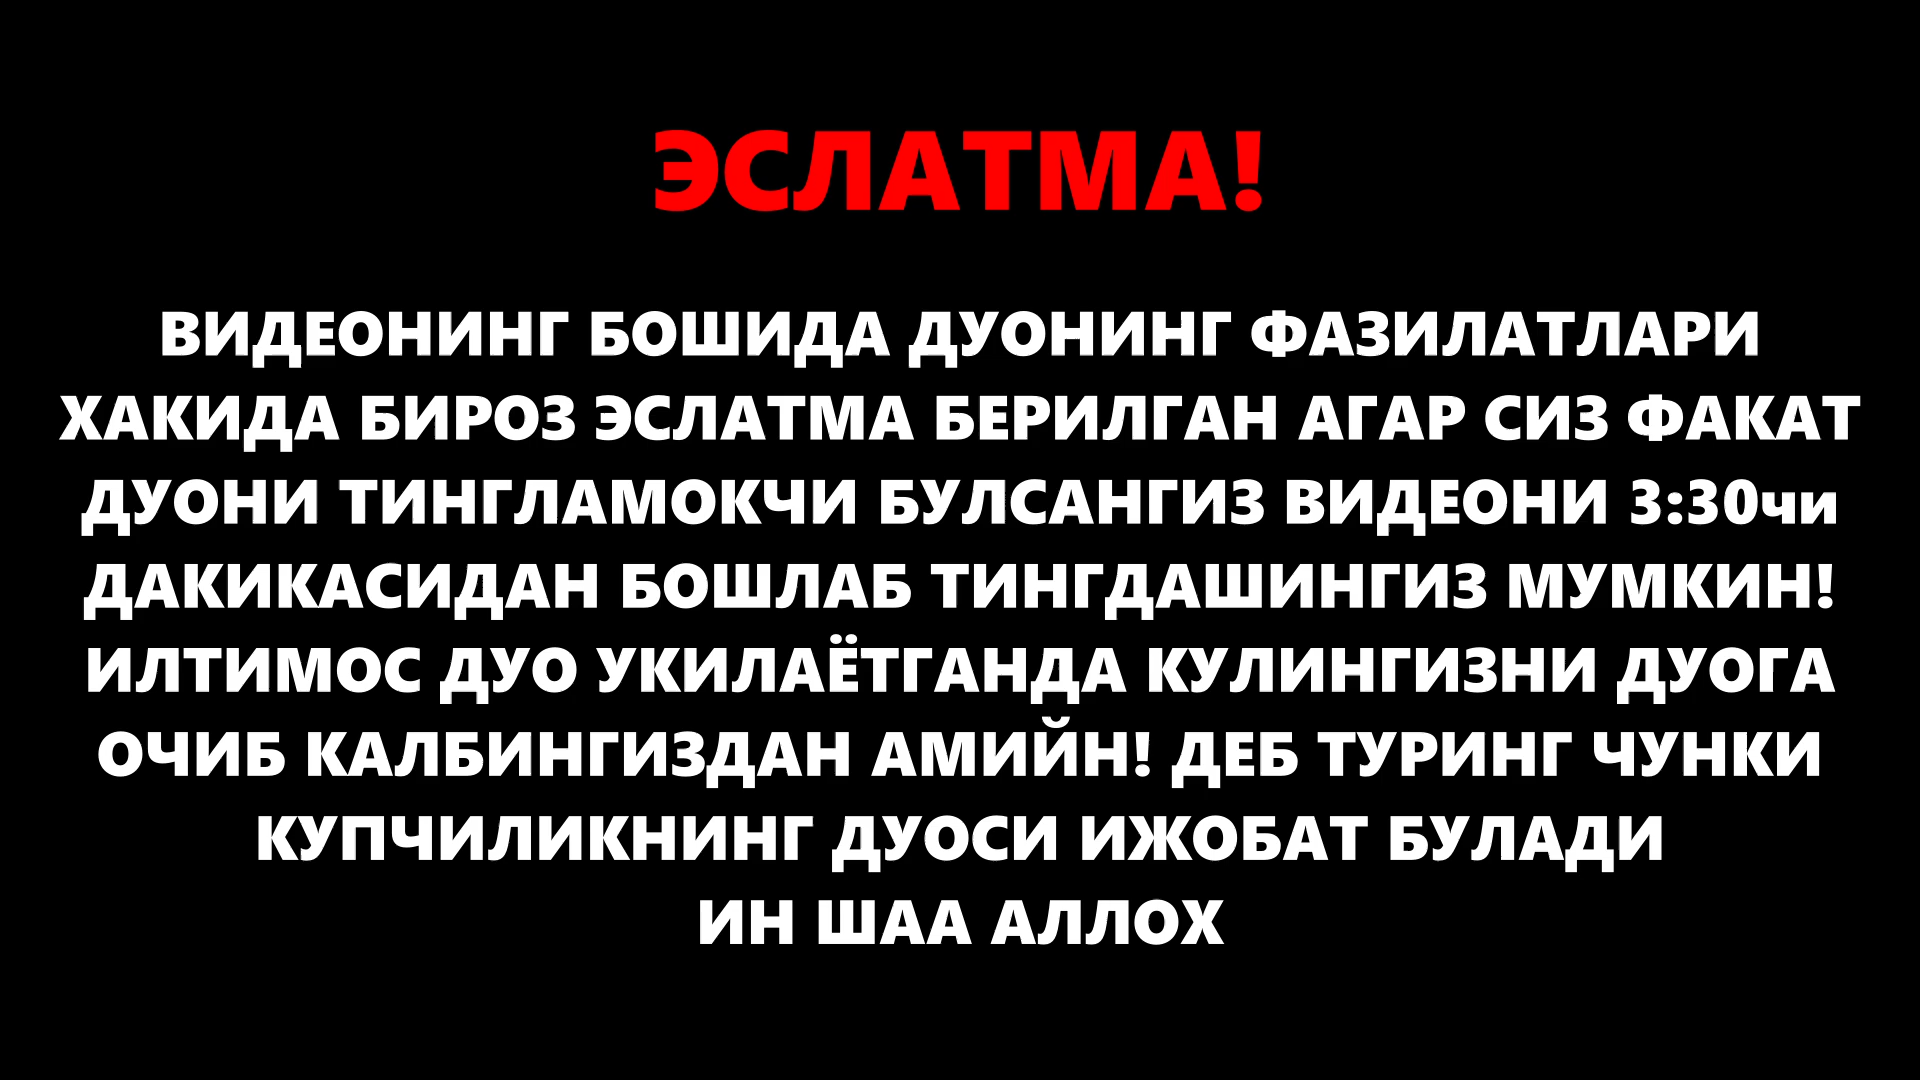 ЭСЛАТМА!
ВИДЕОНИНГ БОШИДА ДУОНИНГ ФАЗИЛАТЛАРИ
ХАКИДА БИРОЗ ЭСЛАТМА БЕРИЛГАН АГАР СИЗ ФАКАТ
ДУОНИ ТИНГЛАМОКЧИ БУЛСАНГИЗ ВИДЕОНИ 3:30чи
ДАКИКАСИДАН БОШЛАБ ТИНГДАШИНГИЗ МУМКИН!
ИЛТИМОС ДУО УКИЛАЁТГАНДА КУЛИНГИЗНИ ДУОГА
ОЧИБ КАЛБИНГИЗДАН АМИЙН! ДЕБ ТУРИНГ ЧУНКИ
КУПЧИЛИКНИНГ ДУОСИ ИЖОБАТ БУЛАДИ
ИН ШАА АЛЛОХ